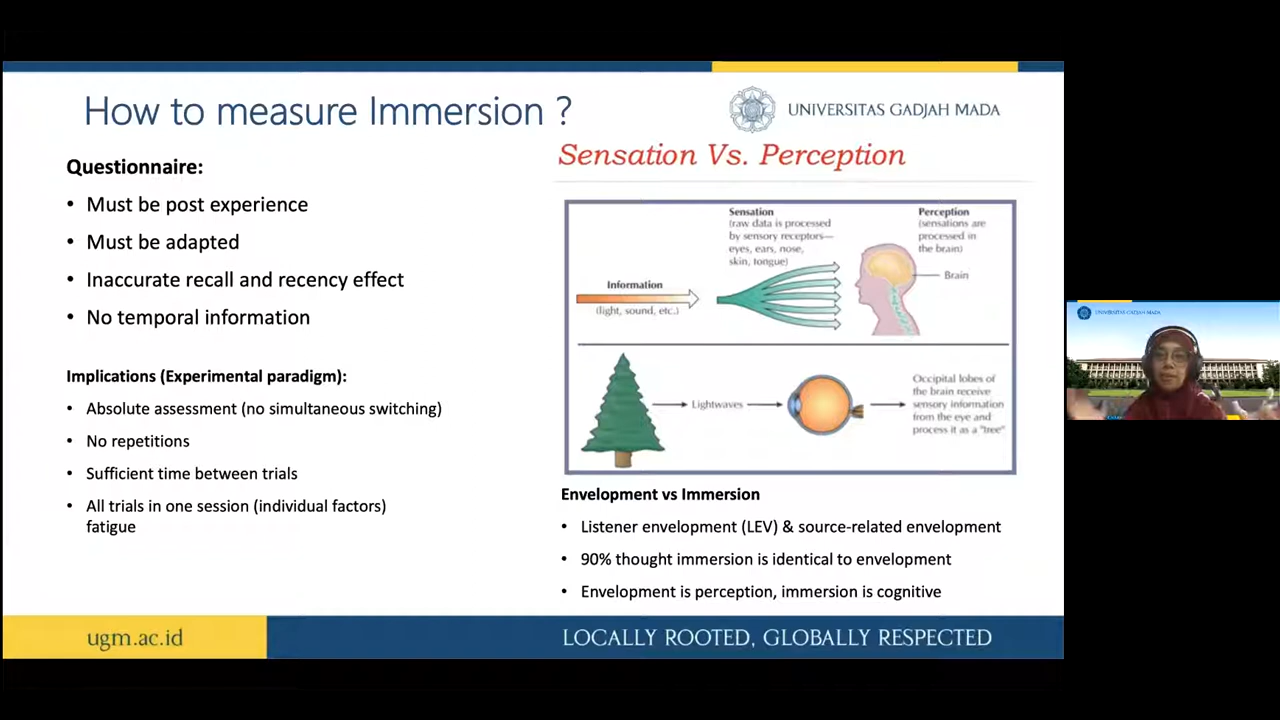 How to measure Immersion ?
UNIVERSITAS GADJAH MADA
Questionnaire:
• Must be post experience
• Must be adapted
• Inaccurate recall and recency effect
• No temporal information
Implications (Experimental paradigm):
• Absolute assessment (no simultaneous switching)
• No repetitions
• Sufficient time between trials
• All trials in one session (individual factors)
fatigue
Sensation Vs. Perception
Sensation
(raw data is processed
by sensory receptors—
eyes, ears, nose,
skin, tongue)
Perception
(sensations are
processed in
the brain)
Brain
Information
(light, sound, etc.)
Lightwaves
Occipital lobes of
the brain receive
sensory information
from the eye and
process it as a "tree"
Envelopment vs Immersion
• Listener envelopment (LEV) & source-related envelopment
• 90% thought immersion is identical to envelopment
• Envelopment is perception, immersion is cognitive
ugm.ac.id
LOCALLY ROOTED, GLOBALLY RESPECTED
UNIVERSITAS GADJAH MADA